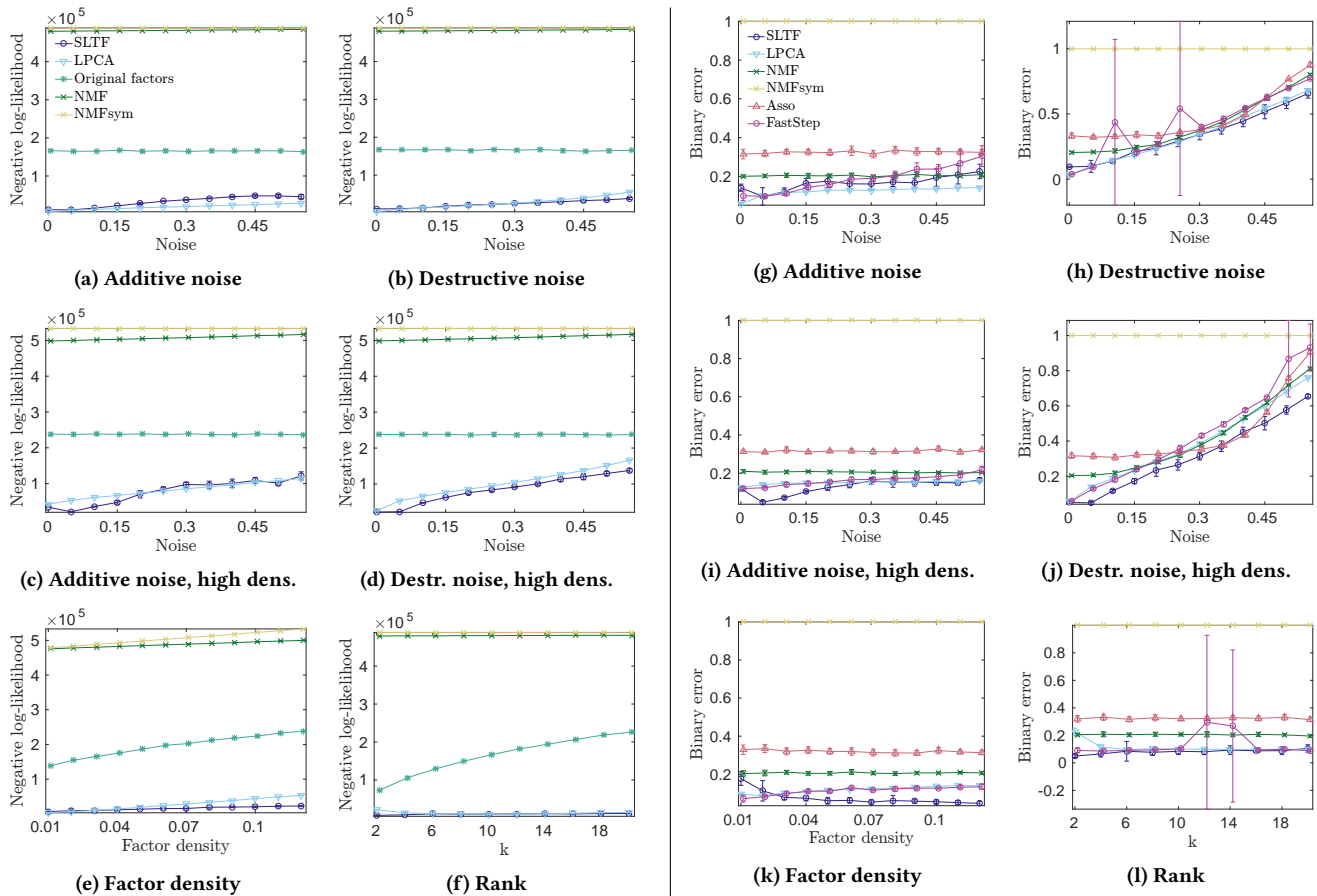 ×10 5
5
4
3
2
1
Negative log-likelihood
SLTF
LPCA
Original factors
NMF
NMFsym
0 0.15 0.3 0.45
Noise
(a) Additive noise
×10 5
5
4
3
2
1
Negative log-likelihood
0 0.15 0.3 0.45
Noise
(b) Destructive noise
1
0.8
0.6
0.4
0.2
Binary error
SLTF
LPCA
NMF
NMFsym
Asso
FastStep
0 0.15 0.3 0.45
Noise
(g) Additive noise
1
0.5
0
Binary error
0 0.15 0.3 0.45
Noise
(h) Destructive noise
×10 5
5
4
3
2
1
Negative log-likelihood
0 0.15 0.3 0.45
Noise
(c) Additive noise, high dens.
×10 5
5
4
3
2
1
Negative log-likelihood
0 0.15 0.3 0.45
Noise
(d) Destr. noise, high dens.
1
0.8
0.6
0.4
0.2
Binary error
0 0.15 0.3 0.45
Noise
(i) Additive noise, high dens.
1
0.8
0.6
0.4
0.2
Binary error
0 0.15 0.3 0.45
Noise
(j) Destr. noise, high dens.
×10 5
5
4
3
2
1
Negative log-likelihood
0.01 0.04 0.07 0.1
Factor density
(e) Factor density
×10 5
4
3
2
1
Negative log-likelihood
2 6 10 14 18
k
(f) Rank
1
0.8
0.6
0.4
0.2
Binary error
0.01 0.04 0.07 0.1
Factor density
(k) Factor density
1
0.8
0.6
0.4
0.2
0
-0.2
Binary error
2 6 10 14 18
k
(l) Rank